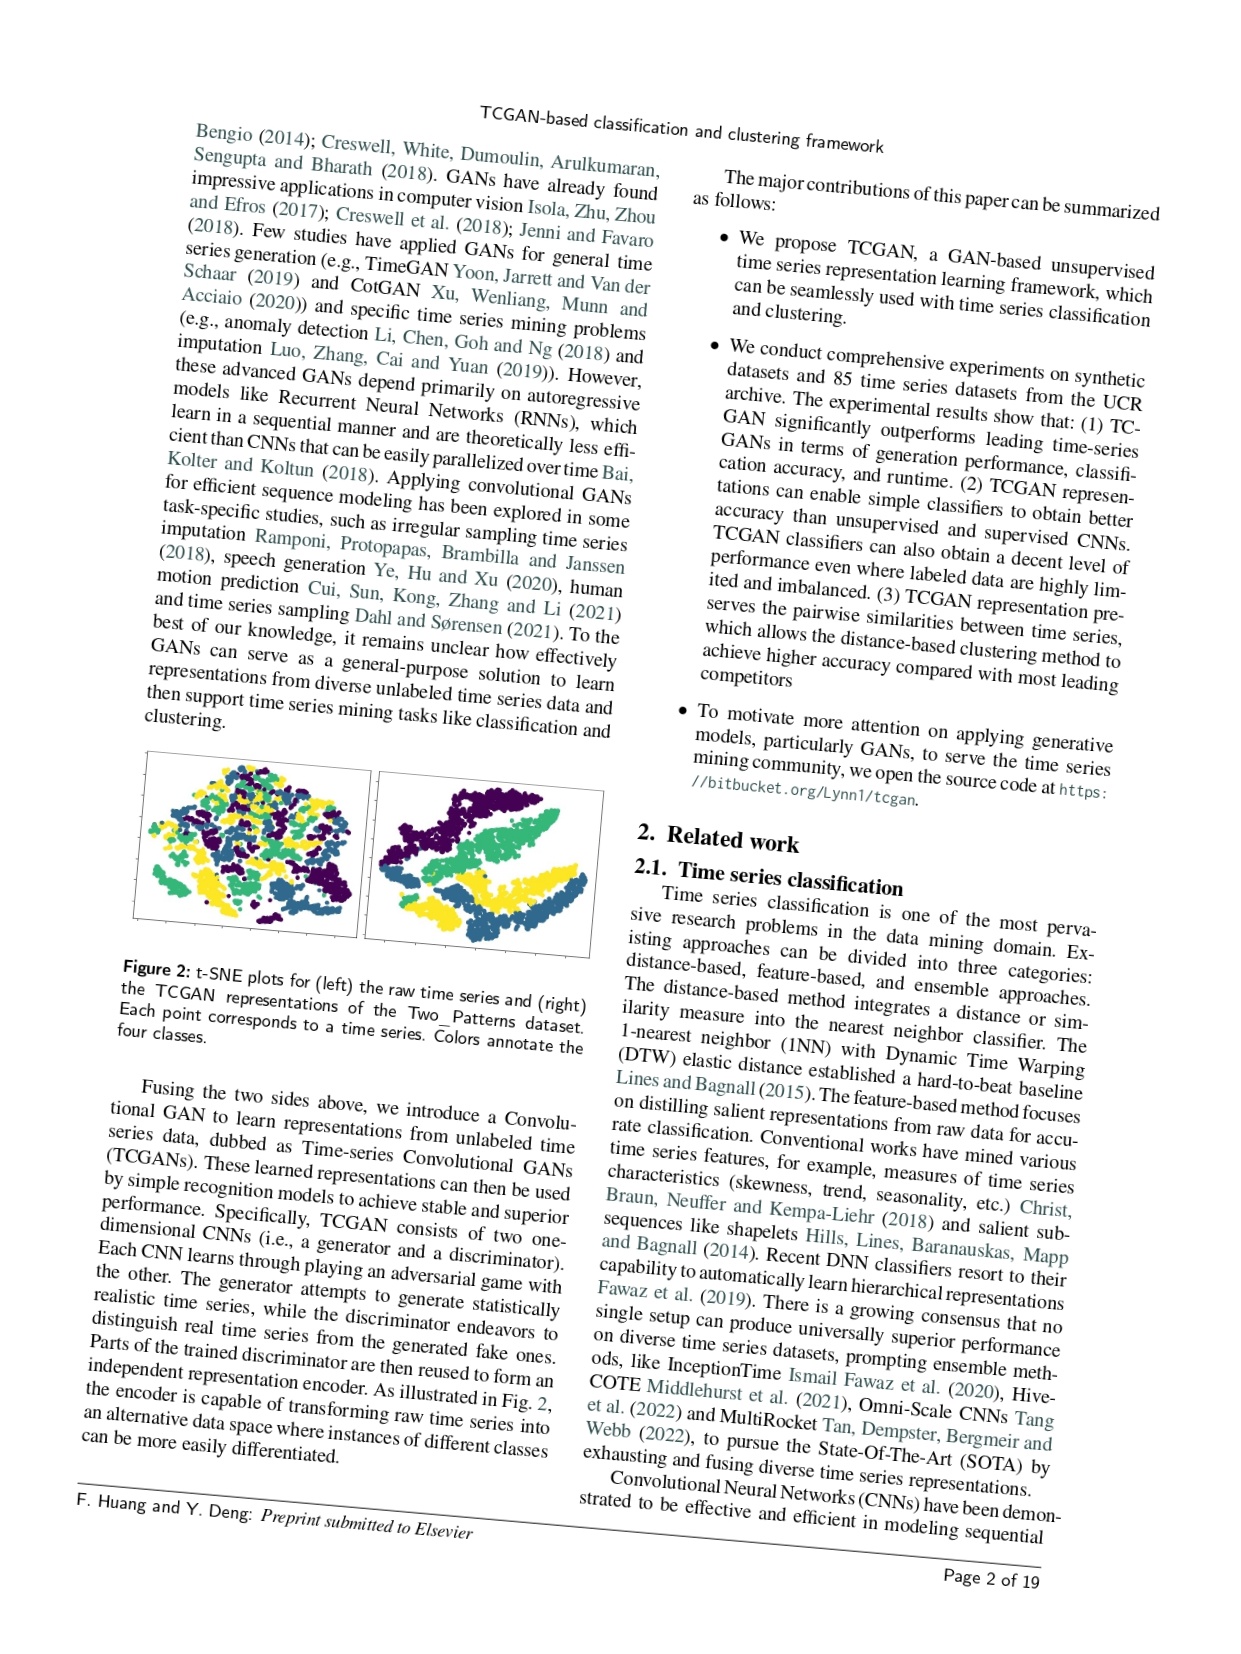 TCGAN-based classification and clustering framework
Bengio (2014); Creswell, White, Dumoulin, Arulkumaran,
Sengupta and Bharath (2018). GANs have already found
impressive applications in computer vision Isola, Zhu, Zhou
and Efros (2017); Creswell et al. (2018); Jenni and Favaro
(2018). Few studies have applied GANs for general time
series generation (e.g., TimeGAN Yoon, Jarrett and Van der
Schaar (2019) and CotGAN Xu, Wenliang, Munn and
Acciaio (2020)) and specific time series mining problems
(e.g., anomaly detection Li, Chen, Goh and Ng (2018) and
imputation Luo, Zhang, Cai and Yuan (2019)). However,
these advanced GANs depend primarily on autoregressive
models like Recurrent Neural Networks (RNNs), which
learn in a sequential manner and are theoretically less effi-
cient than CNNs that can be easily parallelized over time Bai,
Kolter and Koltun (2018). Applying convolutional GANs
for efficient sequence modeling has been explored in some
task-specific studies, such as irregular sampling time series
imputation Ramponi, Protopapas, Brambilla and Janssen
(2018), speech generation Ye, Hu and Xu (2020), human
motion prediction Cui, Sun, Kong, Zhang and Li (2021)
and time series sampling Dahl and Sørensen (2021). To the
best of our knowledge, it remains unclear how effectively
GANs can serve as a general-purpose solution to learn
representations from diverse unlabeled time series data and
then support time series mining tasks like classification and
clustering.
Figure 2: t-SNE plots for (left) the raw time series and (right)
the TCGAN representations of the Two_Patterns dataset.
Each point corresponds to a time series. Colors annotate the
four classes.
Fusing the two sides above, we introduce a Convolu-
tional GAN to learn representations from unlabeled time
series data, dubbed as Time-series Convolutional GANs
(TCGANs). These learned representations can then be used
by simple recognition models to achieve stable and superior
performance. Specifically, TCGAN consists of two one-
dimensional CNNs (i.e., a generator and a discriminator).
Each CNN learns through playing an adversarial game with
the other. The generator attempts to generate statistically
realistic time series, while the discriminator endeavors to
distinguish real time series from the generated fake ones.
Parts of the trained discriminator are then reused to form an
independent representation encoder. As illustrated in Fig. 2,
the encoder is capable of transforming raw time series into
an alternative data space where instances of different classes
can be more easily differentiated.
The major contributions of this paper can be summarized
as follows:
• We propose TCGAN, a GAN-based unsupervised
time series representation learning framework, which
can be seamlessly used with time series classification
and clustering.
• We conduct comprehensive experiments on synthetic
datasets and 85 time series datasets from the UCR
archive. The experimental results show that: (1) TC-
GAN significantly outperforms leading time-series
GANs in terms of generation performance, classifi-
cation accuracy, and runtime. (2) TCGAN represen-
tations can enable simple classifiers to obtain better
accuracy than unsupervised and supervised CNNs.
TCGAN classifiers can also obtain a decent level of
performance even where labeled data are highly lim-
ited and imbalanced. (3) TCGAN representation pre-
serves the pairwise similarities between time series,
which allows the distance-based clustering method to
achieve higher accuracy compared with most leading
competitors
• To motivate more attention on applying generative
models, particularly GANs, to serve the time series
mining community, we open the source code at https:
//bitbucket.org/Lynn1/tcgan.
2. Related work
2.1. Time series classification
Time series classification is one of the most perva-
sive research problems in the data mining domain. Ex-
isting approaches can be divided into three categories:
distance-based, feature-based, and ensemble approaches.
The distance-based method integrates a distance or sim-
ilarity measure into the nearest neighbor classifier. The
1-nearest neighbor (1NN) with Dynamic Time Warping
(DTW) elastic distance established a hard-to-beat baseline
Lines and Bagnall (2015). The feature-based method focuses
on distilling salient representations from raw data for accu-
rate classification. Conventional works have mined various
time series features, for example, measures of time series
characteristics (skewness, trend, seasonality, etc.) Christ,
Braun, Neuffer and Kempa-Liehr (2018) and salient sub-
sequences like shapelets Hills, Lines, Baranauskas, Mapp
and Bagnall (2014). Recent DNN classifiers resort to their
capability to automatically learn hierarchical representations
Fawaz et al. (2019). There is a growing consensus that no
single setup can produce universally superior performance
on diverse time series datasets, prompting ensemble meth-
ods, like InceptionTime Ismail Fawaz et al. (2020), Hive-
COTE Middlehurst et al. (2021), Omni-Scale CNNs Tang
et al. (2022) and MultiRocket Tan, Dempster, Bergmeir and
Webb (2022), to pursue the State-Of-The-Art (SOTA) by
exhausting and fusing diverse time series representations.
Convolutional Neural Networks (CNNs) have been demon-
strated to be effective and efficient in modeling sequential
F. Huang and Y. Deng: Preprint submitted to Elsevier
Page 2 of 19